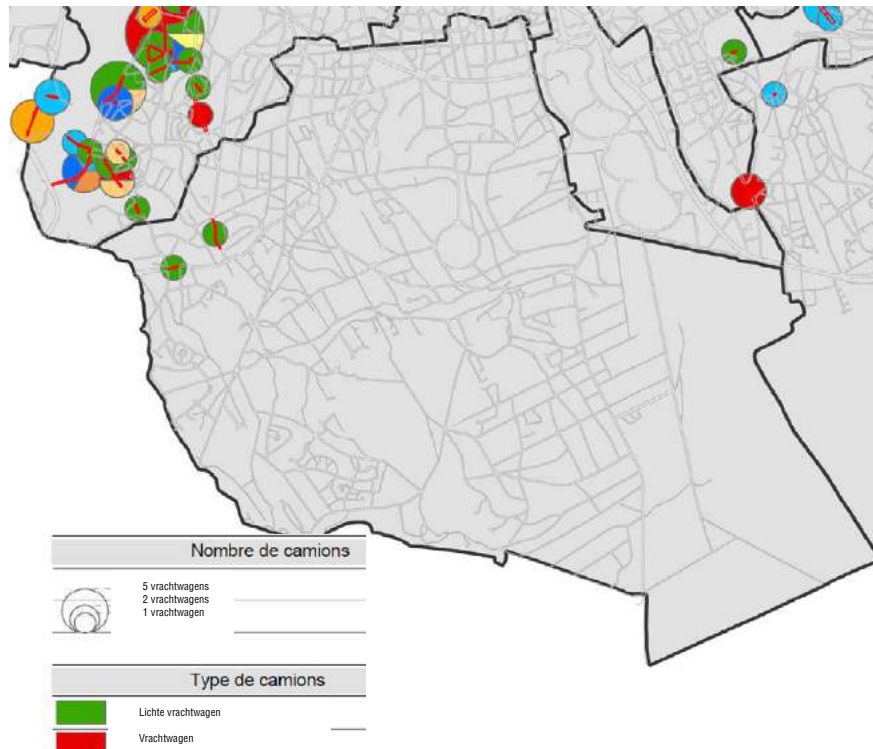 Nombre de camions
5 vrachtwagens
2 vrachtwagens
1 vrachtwagen
Type de camions
Lichte vrachtwagen
Vrachtwagen